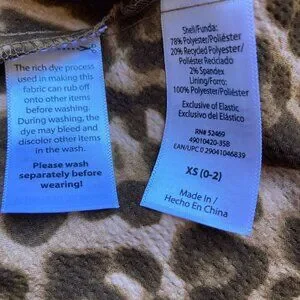 The rich dye process
used in making this
fabric can rub off
onto other items
before washing.
During washing, the
dye may bleed and
discolor other items
in the wash.
Please wash
separately before
wearing!
Shell/Funda:
78% Polyester/Poliéster
20% Recycled Polyester/
Poliéster Reciclado
2% Spandex
Lining/Forro:
100% Polyester/Poliéster
Exclusive of Elastic
Exclusivo del Elástico
RN# 52469
49010420-35B
EAN/UPC 0 29041046839
XS (0-2)
Made in /
Hecho En China